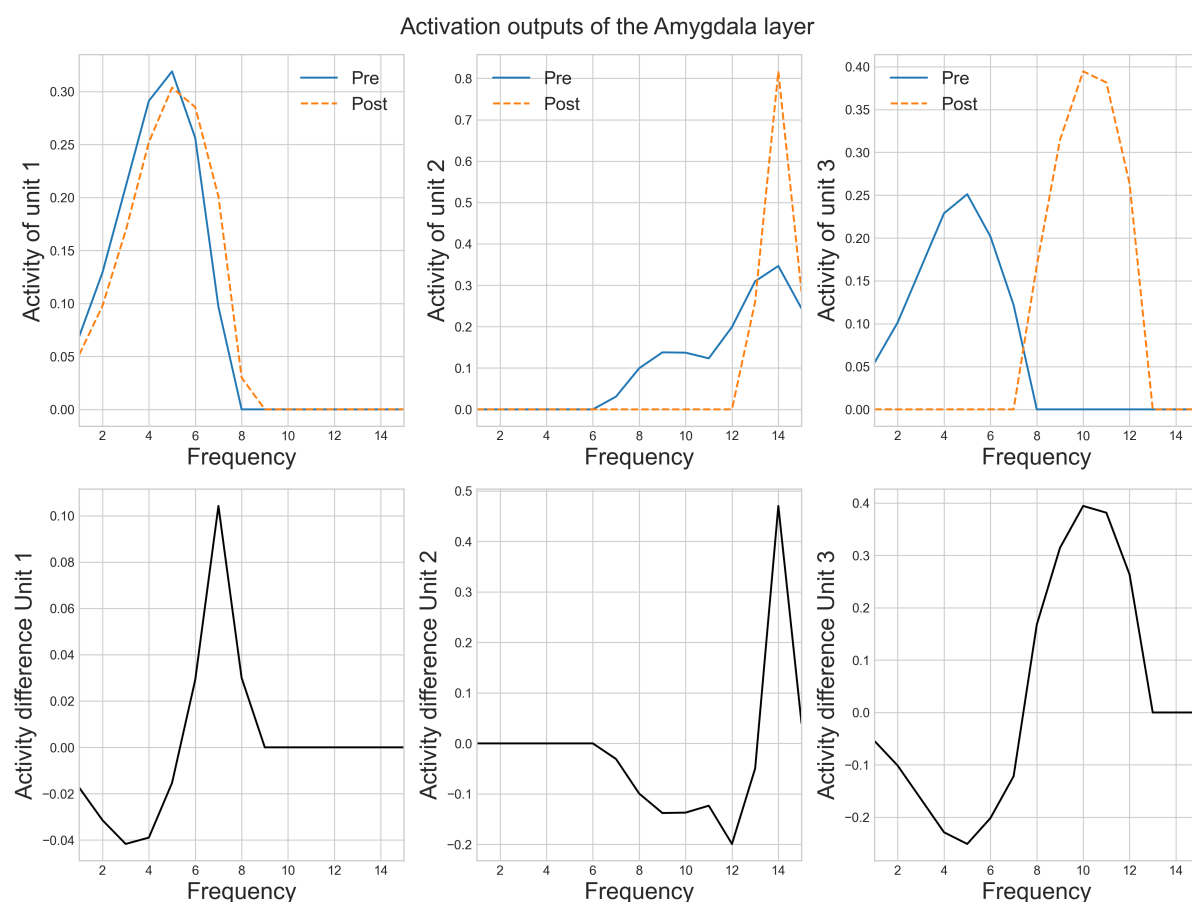 Activation outputs of the Amygdala layer
Activity of unit 1
0.30
0.25
0.20
0.15
0.10
0.05
0.00
Pre
Post
2 4 6 8 10 12 14
Frequency
Activity of unit 2
0.8
0.7
0.6
0.5
0.4
0.3
0.2
0.1
0.0
Pre
Post
2 4 6 8 10 12 14
Frequency
Activity of unit 3
0.40
0.35
0.30
0.25
0.20
0.15
0.10
0.05
0.00
Pre
Post
2 4 6 8 10 12 14
Frequency
Activity difference Unit 1
0.10
0.08
0.06
0.04
0.02
0.00
−0.02
−0.04
2 4 6 8 10 12 14
Frequency
Activity difference Unit 2
0.5
0.4
0.3
0.2
0.1
0.0
−0.1
−0.2
2 4 6 8 10 12 14
Frequency
Activity difference Unit 3
0.4
0.3
0.2
0.1
0.0
−0.1
−0.2
2 4 6 8 10 12 14
Frequency